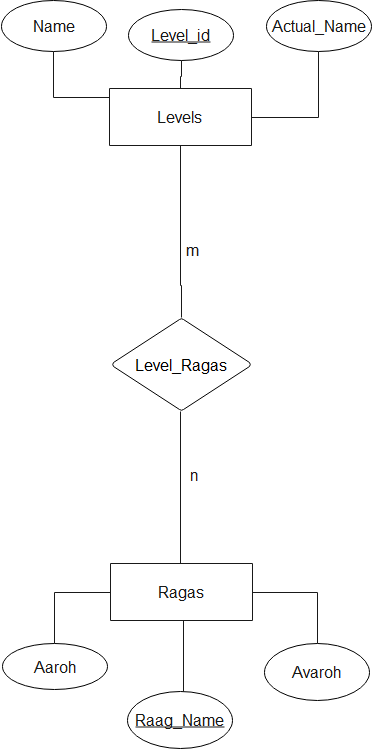 Name
Level_id
Actual_Name
Levels
m
Level_Ragas
n
Ragas
Aaroh
Avaroh
Raag_Name